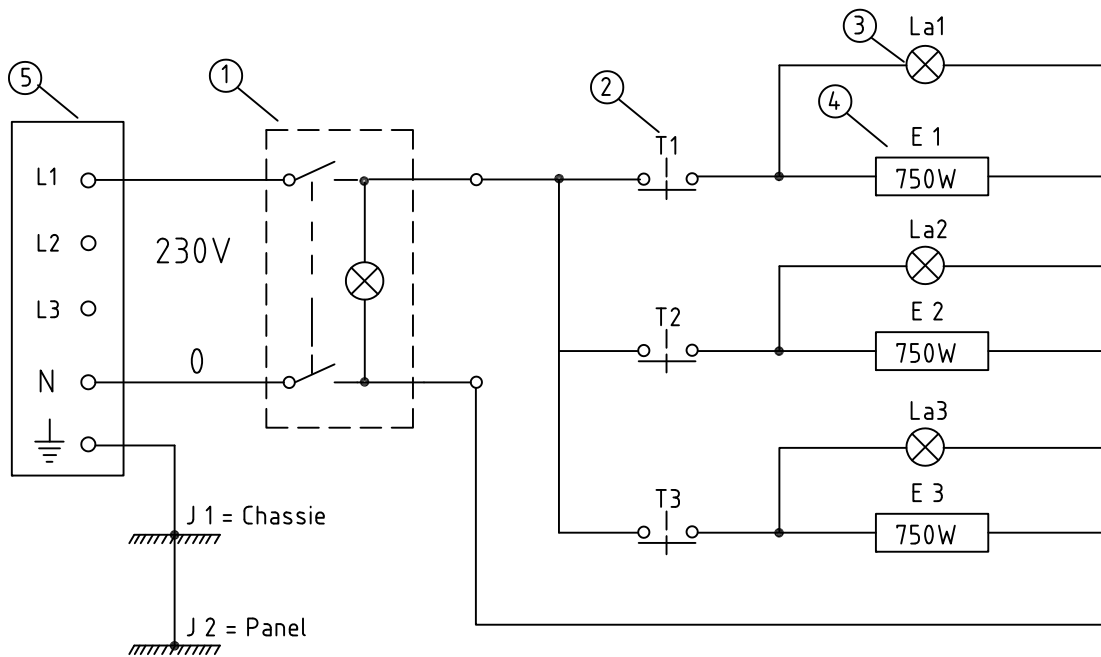 La1
3
5
1
2
4
T1
E 1
L1
750W
La2
L2
230V
L3
E 2
T2
750W
0
N
La3
E 3
T3
J 1 = Chassie
750W
J 2 = Panel